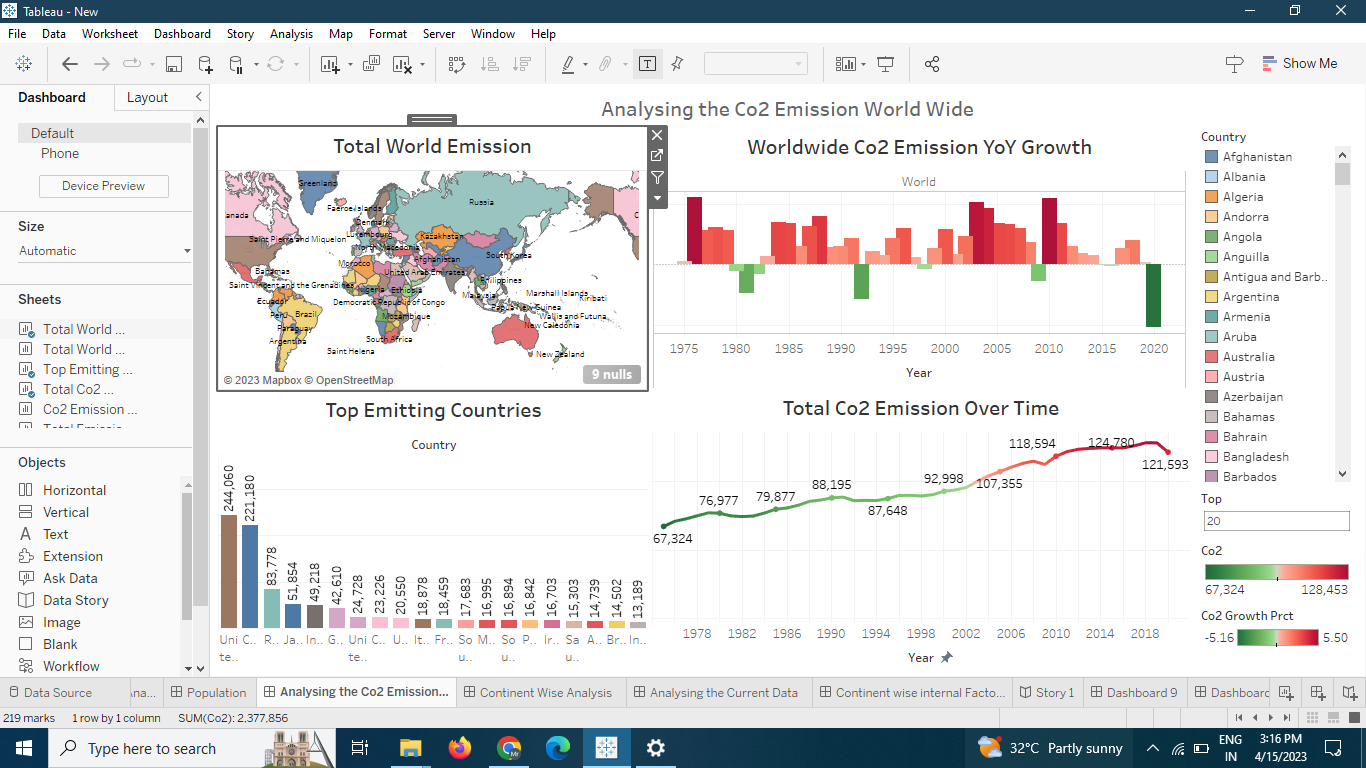 Tableau - New
File Data Worksheet Dashboard Story Analysis Map Format Server Window Help
Show Me
Dashboard Layout
Default
Phone
Device Preview
Size
Automatic
Sheets
Total World ...
Total World ...
Top Emitting ...
Total Co2 ...
Co2 Emission ...
Objects
Horizontal
Vertical
Text
Extension
Ask Data
Data Story
Image
Blank
Workflow
Analysing the Co2 Emission World Wide
Total World Emission
Greenland
Faeroe Islands
Russia
anada
Denmark
Luxembourg
Kazakhstan
Saint Pierre and Miquelon
North Macedonia
South Korea
Morocco
Afghanistan
Bahamas
United Arab Emirates
Saint Vincent and the Grenadines
Nigeria
Ethiopia
Philippines
Malaysia
Marshall Islands
Kiribati
Ecuador
Democratic Republic of Congo
Papua New Guinea
Peru
Brazil
Mozambique
Wallis and Futuna
New Caledonia
Paraguay
Argentina
South Africa
Saint Helena
New Zealand
9 nulls
© 2023 Mapbox © OpenStreetMap
Worldwide Co2 Emission YoY Growth
World
1975 1980 1985 1990 1995 2000 2005 2010 2015 2020
Year
Top Emitting Countries
Country
244,060
221,180
83,778
51,854
49,218
42,610
24,728
23,226
20,550
18,878
18,459
17,683
16,995
16,894
16,842
16,703
15,303
14,739
14,502
13,189
Uni C.. R.. Ja.. In.. G.. Uni C.. U.. It.. Fr.. So M.. So P.. Ir.. Sa A.. Br.. In..
te.. te.. u.. u.. u..
Total Co2 Emission Over Time
67,324
76,977
79,877
88,195
87,648
92,998
107,355
118,594
124,780
121,593
1978 1982 1986 1990 1994 1998 2002 2006 2010 2014 2018
Year
Country
Afghanistan
Albania
Algeria
Andorra
Angola
Anguilla
Antigua and Barb..
Argentina
Armenia
Aruba
Australia
Austria
Azerbaijan
Bahamas
Bahrain
Bangladesh
Barbados
Top
20
Co2
67,324 128,453
Co2 Growth Prct
-5.16 5.50
Data Source Population Analysing the Co2 Emission... Continent Wise Analysis Analysing the Current Data Continent wise internal Facto... Story 1 Dashboard 9 Dashboard
219 marks 1 row by 1 column SUM(Co2): 2,377,856
Type here to search
32°C Partly sunny
ENG
IN
3:16 PM
4/15/2023